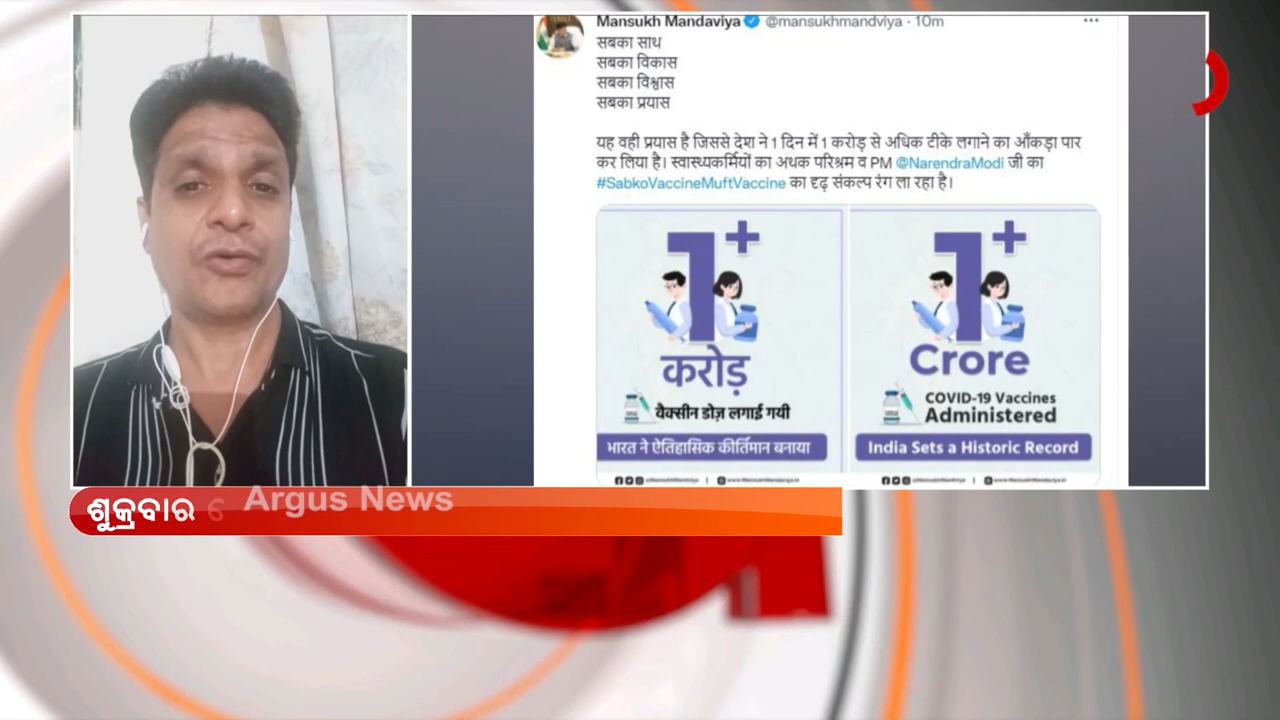 Mansukh Mandaviya @mansukhmandviya · 10m
सबका साथ
सबका विकास
सबका विश्वास
सबका प्रयास
यह वही प्रयास है जिससे देश ने 1 दिन में 1 करोड़ से अधिक टीके लगाने का आँकड़ा पार
कर लिया है। स्वास्थ्यकर्मियों का अथक परिश्रम व PM @NarendraModi जी का
#SabkoVaccineMuftVaccine का दृढ़ संकल्प रंग ला रहा है।
1+
करोड़
वैक्सीन डोज़ लगाई गयी
भारत ने ऐतिहासिक कीर्तिमान बनाया
1+
Crore
COVID-19 Vaccines
Administered
India Sets a Historic Record
ଶୁକ୍ରବାର
Argus News